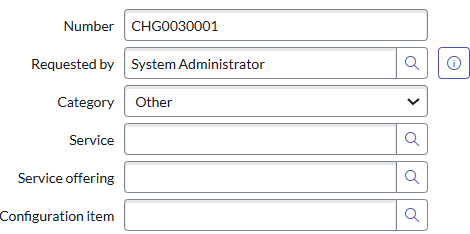 Number CHG0030001
Requested by System Administrator
Category Other
Service
Service offering
Configuration item